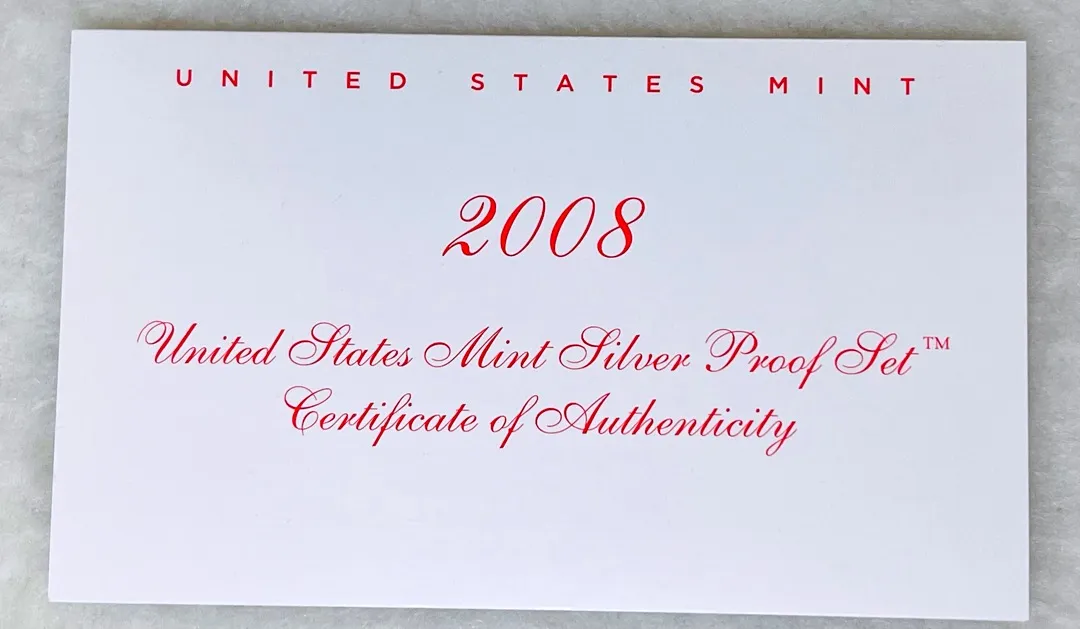 UNITED STATES MINT
2008
United States Mint Silver Proof Set™
Certificate of Authenticity